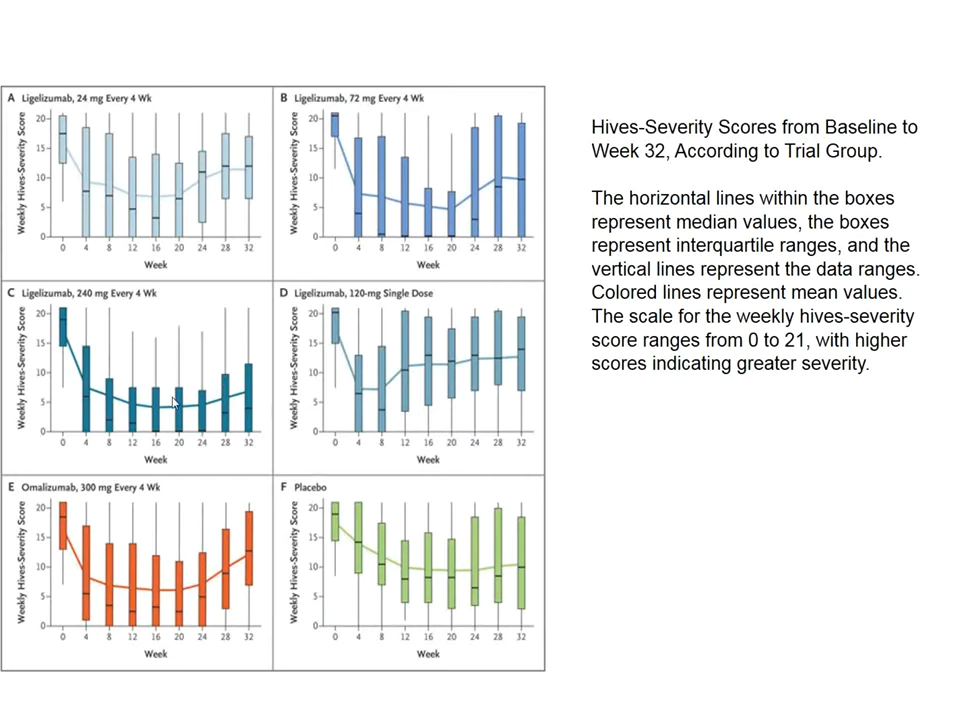 A Ligelizumab, 24 mg Every 4 Wk
Weekly Hives-Severity Score
20
15
10
5
0
0 4 8 12 16 20 24 28 32
Week
B Ligelizumab, 72 mg Every 4 Wk
Weekly Hives-Severity Score
20
15
10
5
0
0 4 8 12 16 20 24 28 32
Week
C Ligelizumab, 240 mg Every 4 Wk
Weekly Hives-Severity Score
20
15
10
5
0
0 4 8 12 16 20 24 28 32
Week
D Ligelizumab, 120-mg Single Dose
Weekly Hives-Severity Score
20
15
10
5
0
0 4 8 12 16 20 24 28 32
Week
E Omalizumab, 300 mg Every 4 Wk
Weekly Hives-Severity Score
20
15
10
5
0
0 4 8 12 16 20 24 28 32
Week
F Placebo
Weekly Hives-Severity Score
20
15
10
5
0
0 4 8 12 16 20 24 28 32
Week
Hives-Severity Scores from Baseline to
Week 32, According to Trial Group.
The horizontal lines within the boxes
represent median values, the boxes
represent interquartile ranges, and the
vertical lines represent the data ranges.
Colored lines represent mean values.
The scale for the weekly hives-severity
score ranges from 0 to 21, with higher
scores indicating greater severity.